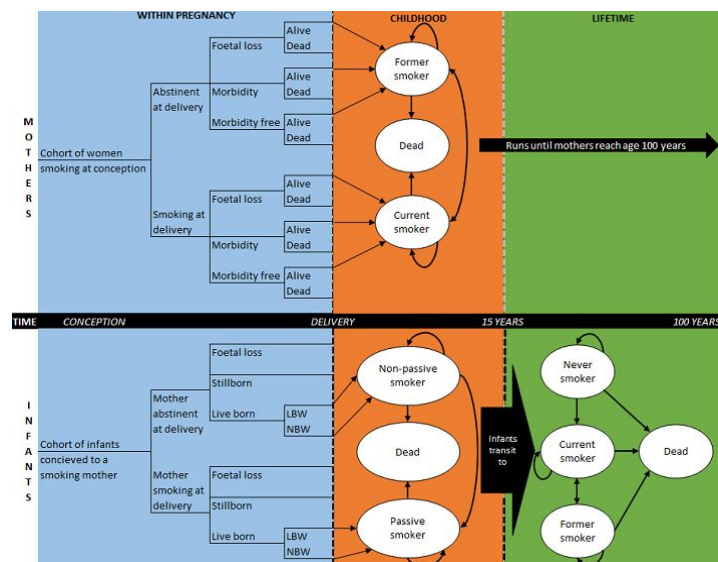 WITHIN PREGNANCY
CHILDHOOD
LIFETIME
MOTHERS
Cohort of women
smoking at conception
Abstinent
at delivery
Foetal loss
Alive
Dead
Morbidity
Alive
Dead
Morbidity free
Alive
Dead
Smoking at
delivery
Foetal loss
Alive
Dead
Morbidity
Alive
Dead
Morbidity free
Alive
Dead
Former
smoker
Dead
Current
smoker
Runs until mothers reach age 100 years
TIME
CONCEPTION
DELIVERY
15 YEARS
100 YEARS
INFANTS
Cohort of infants
concieved to a
smoking mother
Mother
abstinent
at delivery
Foetal loss
Stillborn
Live born
LBW
NBW
Mother
smoking at
delivery
Foetal loss
Stillborn
Live born
LBW
NBW
Non-passive
smoker
Dead
Passive
smoker
Infants
transit
to
Never
smoker
Current
smoker
Former
smoker
Dead